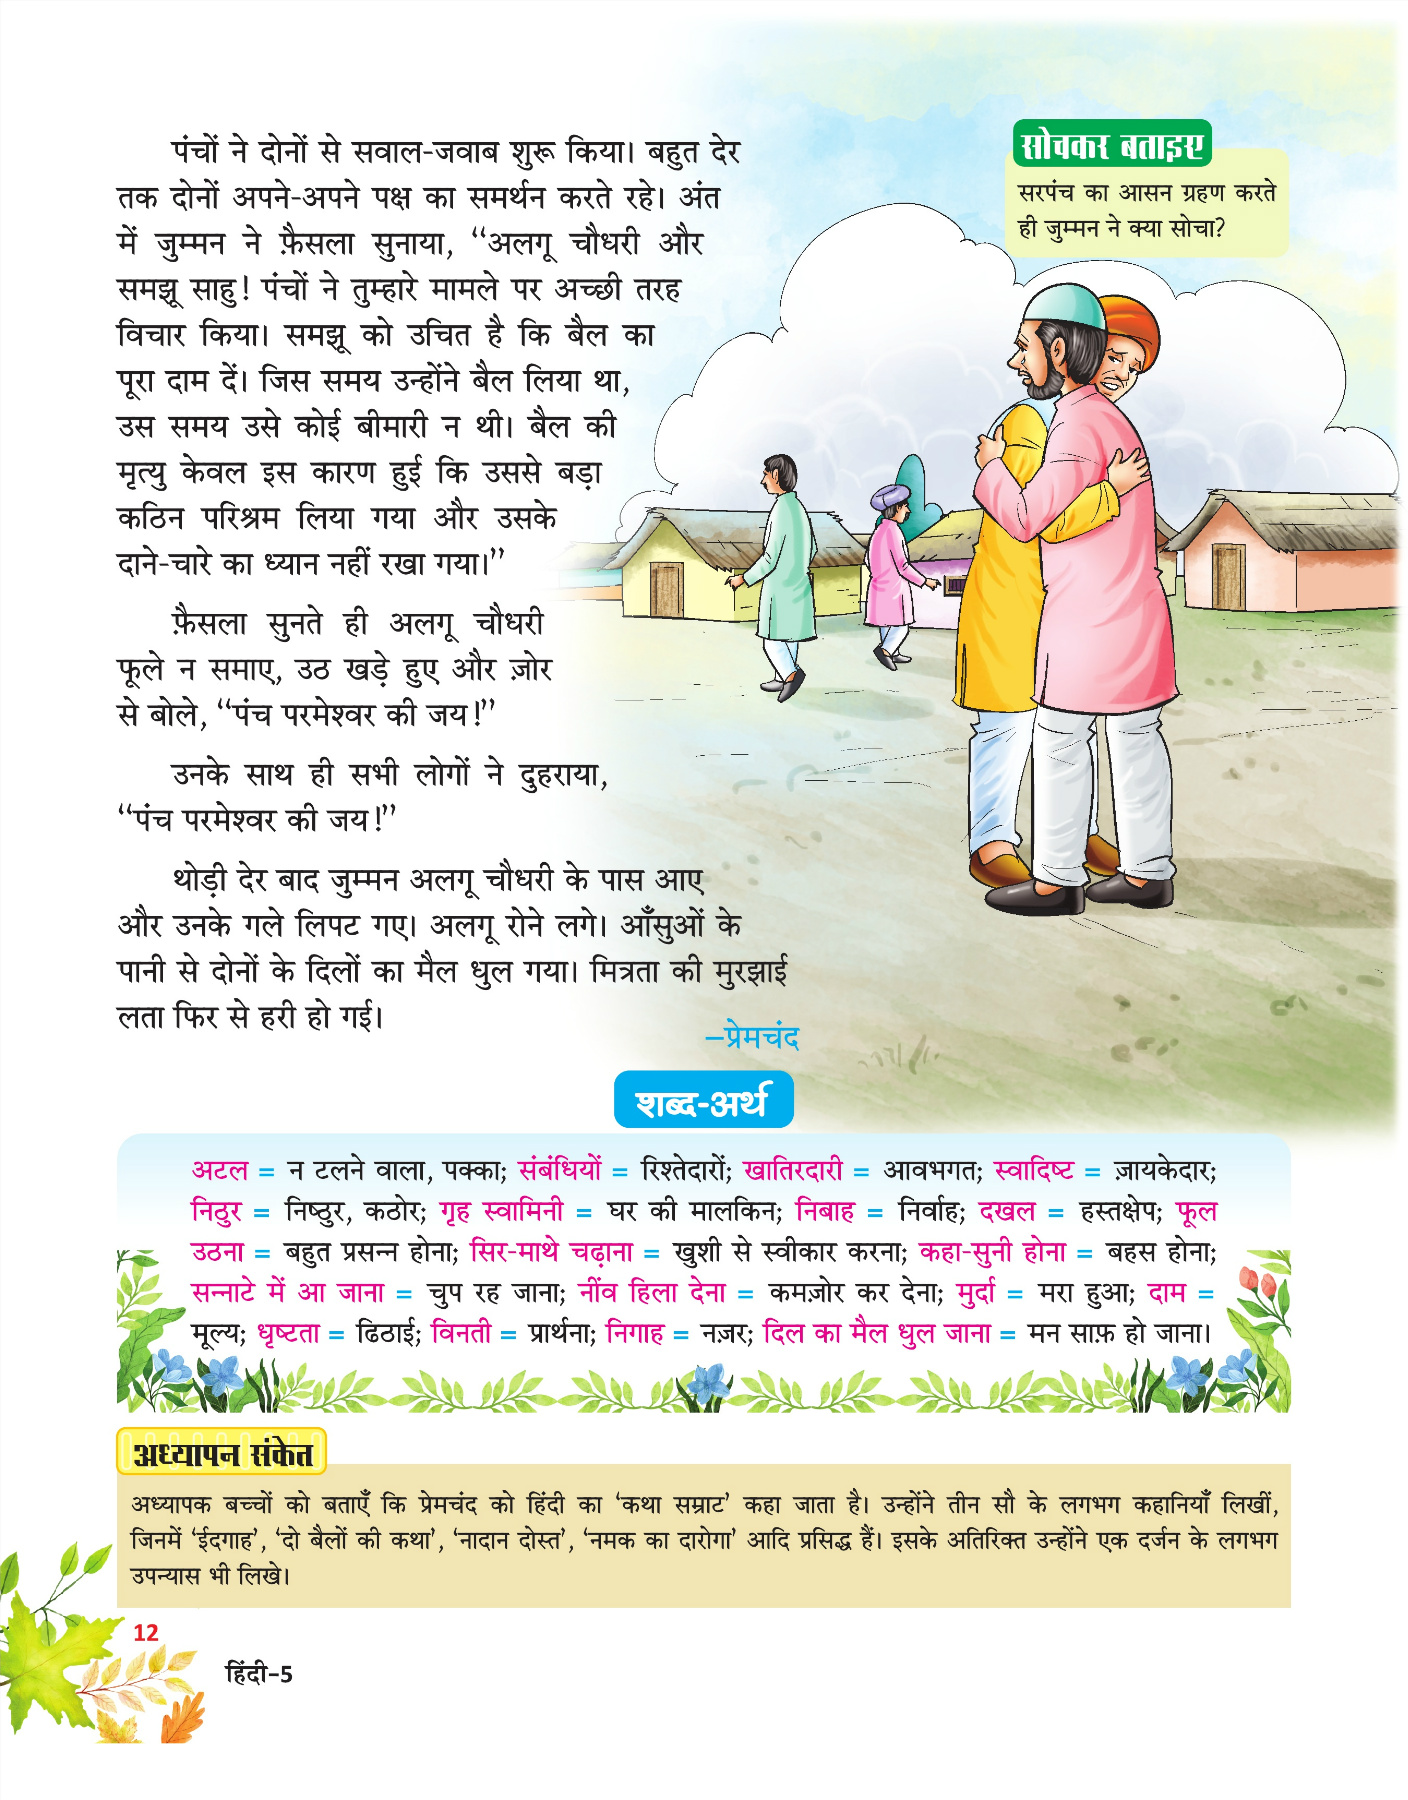 पंचों ने दोनों से सवाल-जवाब शुरू किया। बहुत देर
तक दोनों अपने-अपने पक्ष का समर्थन करते रहे। अंत
में जुम्मन ने फ़ैसला सुनाया, “अलगू चौधरी और
समझू साहु! पंचों ने तुम्हारे मामले पर अच्छी तरह
विचार किया। समझू को उचित है कि बैल का
पूरा दाम दें। जिस समय उन्होंने बैल लिया था,
उस समय उसे कोई बीमारी न थी। बैल की
मृत्यु केवल इस कारण हुई कि उससे बड़ा
कठिन परिश्रम लिया गया और उसके
दाने-चारे का ध्यान नहीं रखा गया।”
फ़ैसला सुनते ही अलगू चौधरी
फूले न समाए, उठ खड़े हुए और ज़ोर
से बोले, “पंच परमेश्वर की जय!”
उनके साथ ही सभी लोगों ने दुहराया,
“पंच परमेश्वर की जय!”
थोड़ी देर बाद जुम्मन अलगू चौधरी के पास आए
और उनके गले लिपट गए। अलगू रोने लगे। आँसुओं के
पानी से दोनों के दिलों का मैल धुल गया। मित्रता की मुरझाई
लता फिर से हरी हो गई।
–प्रेमचंद
सोचकर बताइए
सरपंच का आसन ग्रहण करते
ही जुम्मन ने क्या सोचा?
शब्द-अर्थ
अटल = न टलने वाला, पक्का; संबंधियों = रिश्तेदारों; खातिरदारी = आवभगत; स्वादिष्ट = ज़ायकेदार;
निठुर = निष्ठुर, कठोर; गृह स्वामिनी = घर की मालकिन; निबाह = निर्वाह; दखल = हस्तक्षेप; फूल
उठना = बहुत प्रसन्न होना; सिर-माथे चढ़ाना = खुशी से स्वीकार करना; कहा-सुनी होना = बहस होना;
सन्नाटे में आ जाना = चुप रह जाना; नींव हिला देना = कमज़ोर कर देना; मुर्दा = मरा हुआ; दाम =
मूल्य; धृष्टता = ढिठाई; विनती = प्रार्थना; निगाह = नज़र; दिल का मैल धुल जाना = मन साफ़ हो जाना।
अध्यापन संकेत
अध्यापक बच्चों को बताएँ कि प्रेमचंद को हिंदी का ‘कथा सम्राट’ कहा जाता है। उन्होंने तीन सौ के लगभग कहानियाँ लिखीं,
जिनमें ‘ईदगाह’, ‘दो बैलों की कथा’, ‘नादान दोस्त’, ‘नमक का दारोगा’ आदि प्रसिद्ध हैं। इसके अतिरिक्त उन्होंने एक दर्जन के लगभग
उपन्यास भी लिखे।
12
हिंदी–5